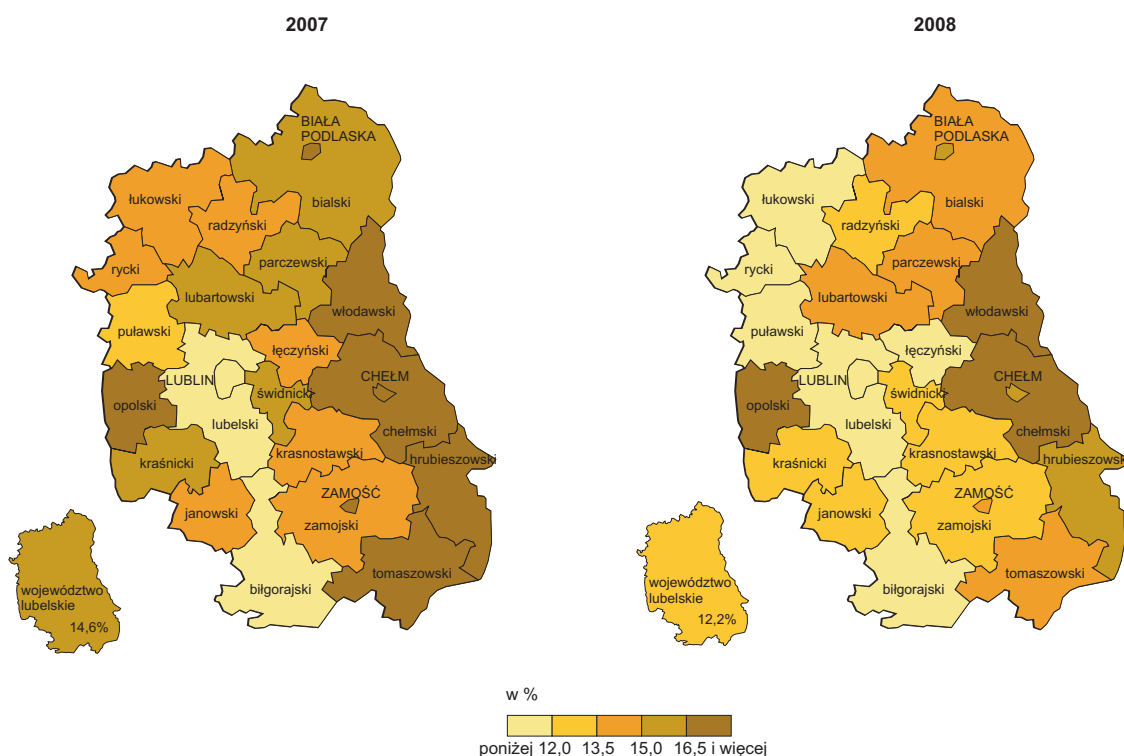 2007
2008
BIAŁA
PODLASKA
łukowski
bialski
radzyński
rycki
parczewski
lubartowski
włodawski
puławski
łęczyński
LUBLIN
CHEŁM
opolski
świdnicki
lubelski
chełmski
krasnostawski
hrubieszowski
kraśnicki
ZAMOŚĆ
janowski
zamojski
tomaszowski
biłgorajski
województwo
lubelskie
14,6%
BIAŁA
PODLASKA
łukowski
bialski
radzyński
rycki
parczewski
lubartowski
włodawski
puławski
łęczyński
LUBLIN
CHEŁM
opolski
świdnicki
lubelski
chełmski
krasnostawski
hrubieszowski
kraśnicki
ZAMOŚĆ
janowski
zamojski
tomaszowski
biłgorajski
województwo
lubelskie
12,2%
w %
poniżej 12,0 13,5 15,0 16,5 i więcej